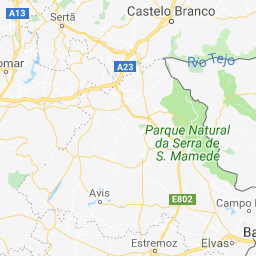 A13
Sertã
Castelo Branco
omar
A23
Rio Tejo
Parque Natural
da Serra de
S. Mamede
Avis
E802
Campo
Ba
Estremoz
Elvas